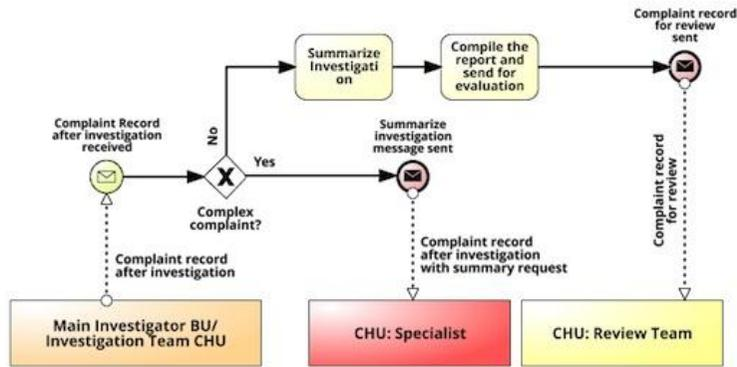 Complaint record
for review
sent
Summarize
Investigati
on
Compile the
report and
send for
evaluation
Complaint Record
after investigation
received
No
Yes
X
Complex
complaint?
Summarize
investigation
message sent
Complaint record
after investigation
Complaint record
after investigation
with summary request
Complaint record
for review
Main Investigator BU/
Investigation Team CHU
CHU: Specialist
CHU: Review Team